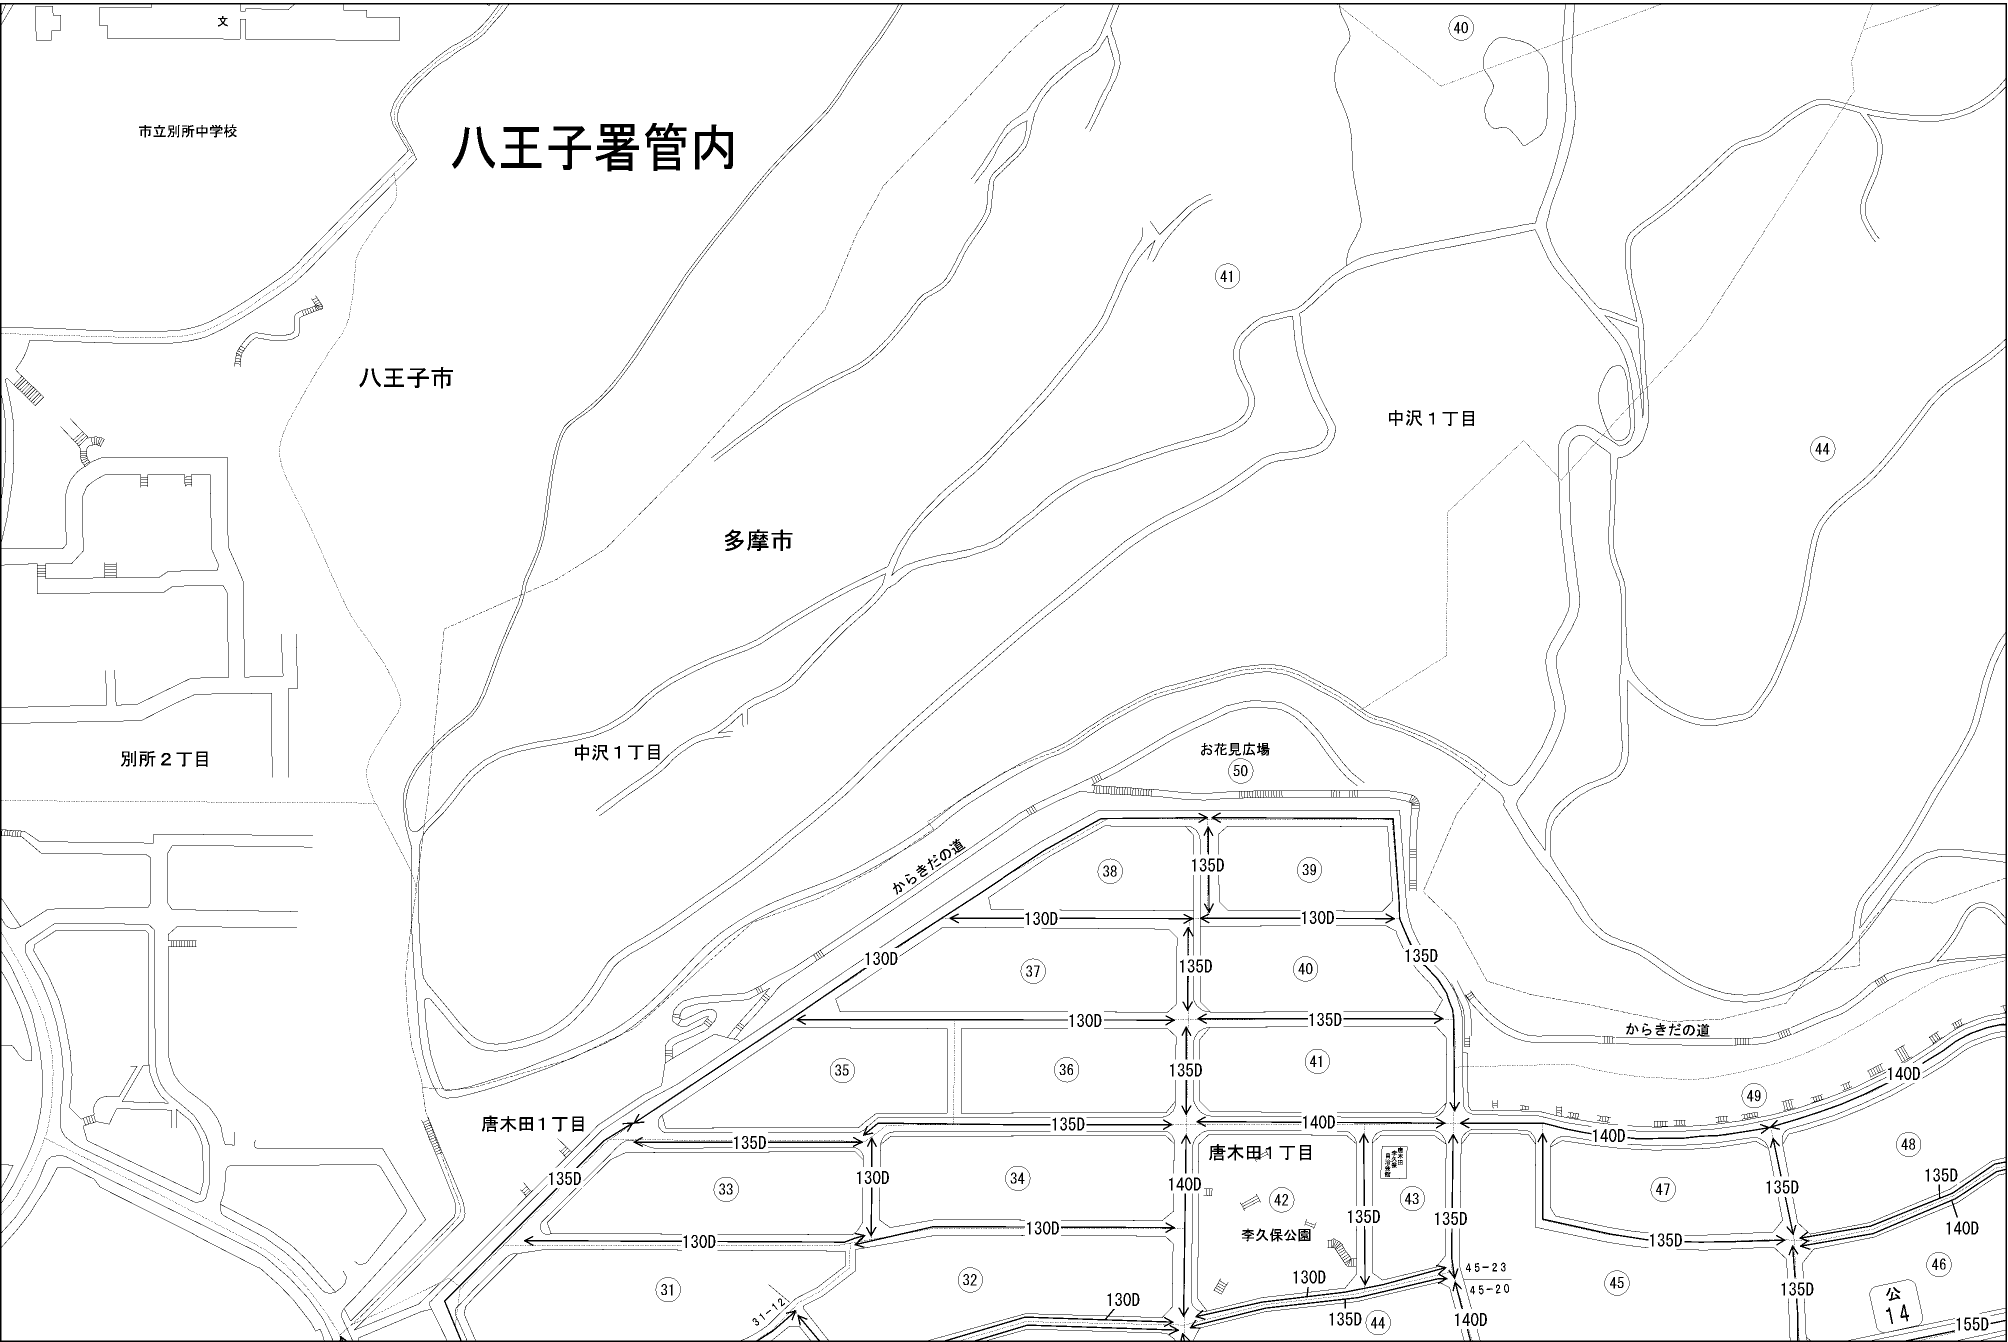 文
40
市立別所中学校
八王子署管内
41
八王子市
中沢1丁目
44
多摩市
お花見広場
中沢1丁目
別所2丁目
50
からきだの道
135D
38
39
130D
130D
130D
135D
135D
37
40
130D
135D
からきだの道
35
36
135D
41
140D
49
唐木田1丁目
135D
135D
140D
140D
唐木田1丁目
48
135D
130D
34
140D
33
42
43
47
135D
135D
135D
135D
135D
130D
130D
李久保公園
135D
140D
31
32
130D
45-23
45-20
45
46
135D
公
14
31-12
130D
135D
44
140D
155D